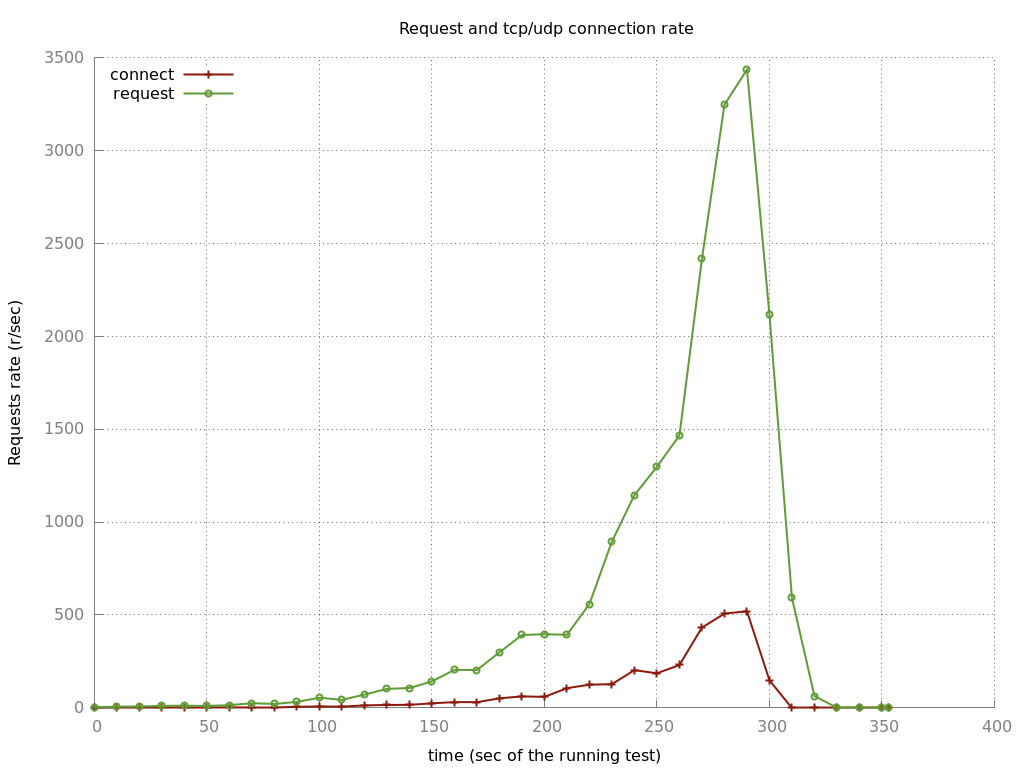 Request and tcp/udp connection rate
3500
3000
2500
2000
1500
1000
500
0
connect
request
Requests rate (r/sec)
0 50 100 150 200 250 300 350 400
time (sec of the running test)